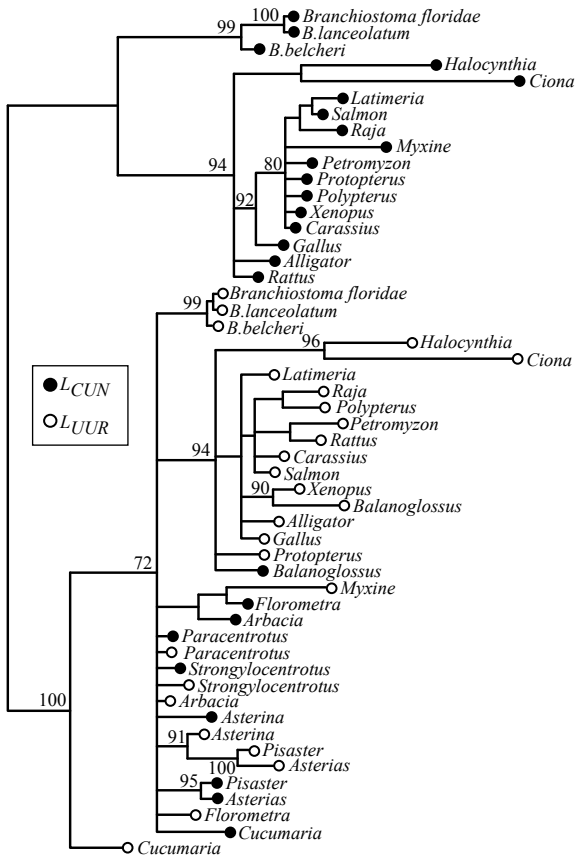 100
Branchiostoma floridae
99
B.lanceolatum
B.belcheri
Halocynthia
Ciona
Latimeria
Salmon
Raja
Myxine
94
80
Petromyzon
Protopterus
92
Polypterus
Xenopus
Carassius
Gallus
Alligator
Rattus
99
Branchiostoma floridae
B.lanceolatum
B.belcheri
96
Halocynthia
Ciona
LCUN
LUUR
Latimeria
Raja
Polypterus
Petromyzon
Rattus
94
Carassius
Salmon
90
Xenopus
Balanoglossus
Alligator
Gallus
Protopterus
72
Balanoglossus
Myxine
Florometra
Arbacia
Paracentrotus
Paracentrotus
Strongylocentrotus
Strongylocentrotus
100
Arbacia
Asterina
91
Asterina
Pisaster
100
Asterias
95
Pisaster
Asterias
Florometra
Cucumaria
Cucumaria